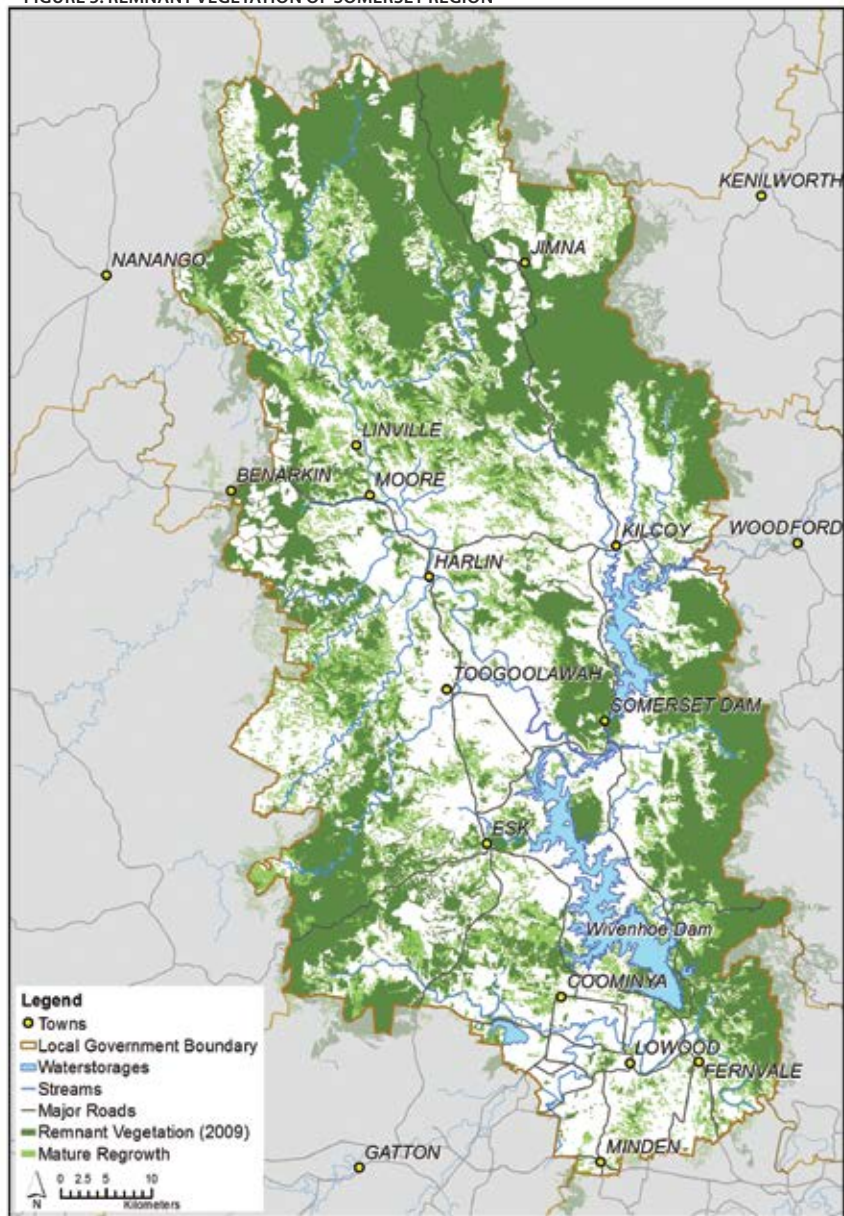 FIGURE 5: REMNANT VEGETATION OF SOMERSET REGION
KENILWORTH
NANANGO
JIMNA
LINVILLE
BENARKIN
MOORE
KILCOY
WOODFORD
HARLIN
TOOGOOLAWAH
SOMERSET DAM
ESK
Wivenhoe Dam
COOMINYA
LOWOOD
FERNVALE
MINDEN
GATTON
Legend
Towns
Local Government Boundary
Waterstorages
Streams
Major Roads
Remnant Vegetation (2009)
Mature Regrowth
0 2.5 5 10
Kilometers
N